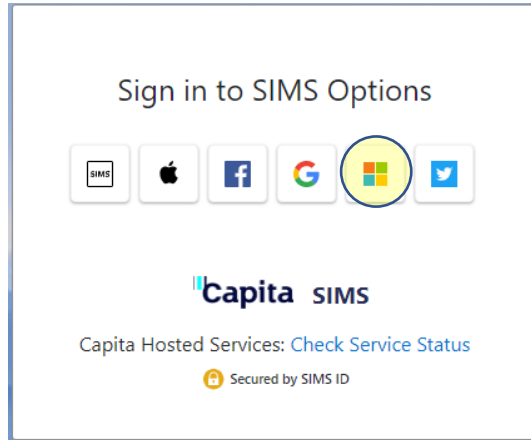 Sign in to SIMS Options
SIMS
Capita SIMS
Capita Hosted Services: Check Service Status
Secured by SIMS ID